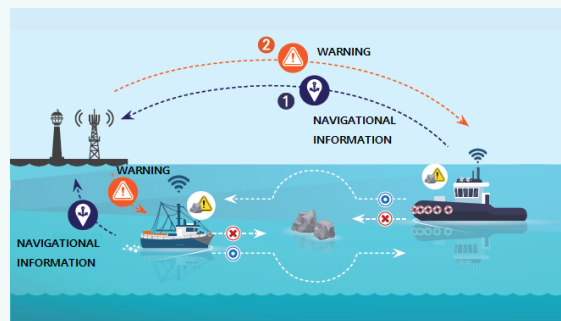 2
WARNING
1
NAVIGATIONAL
INFORMATION
WARNING
NAVIGATIONAL
INFORMATION